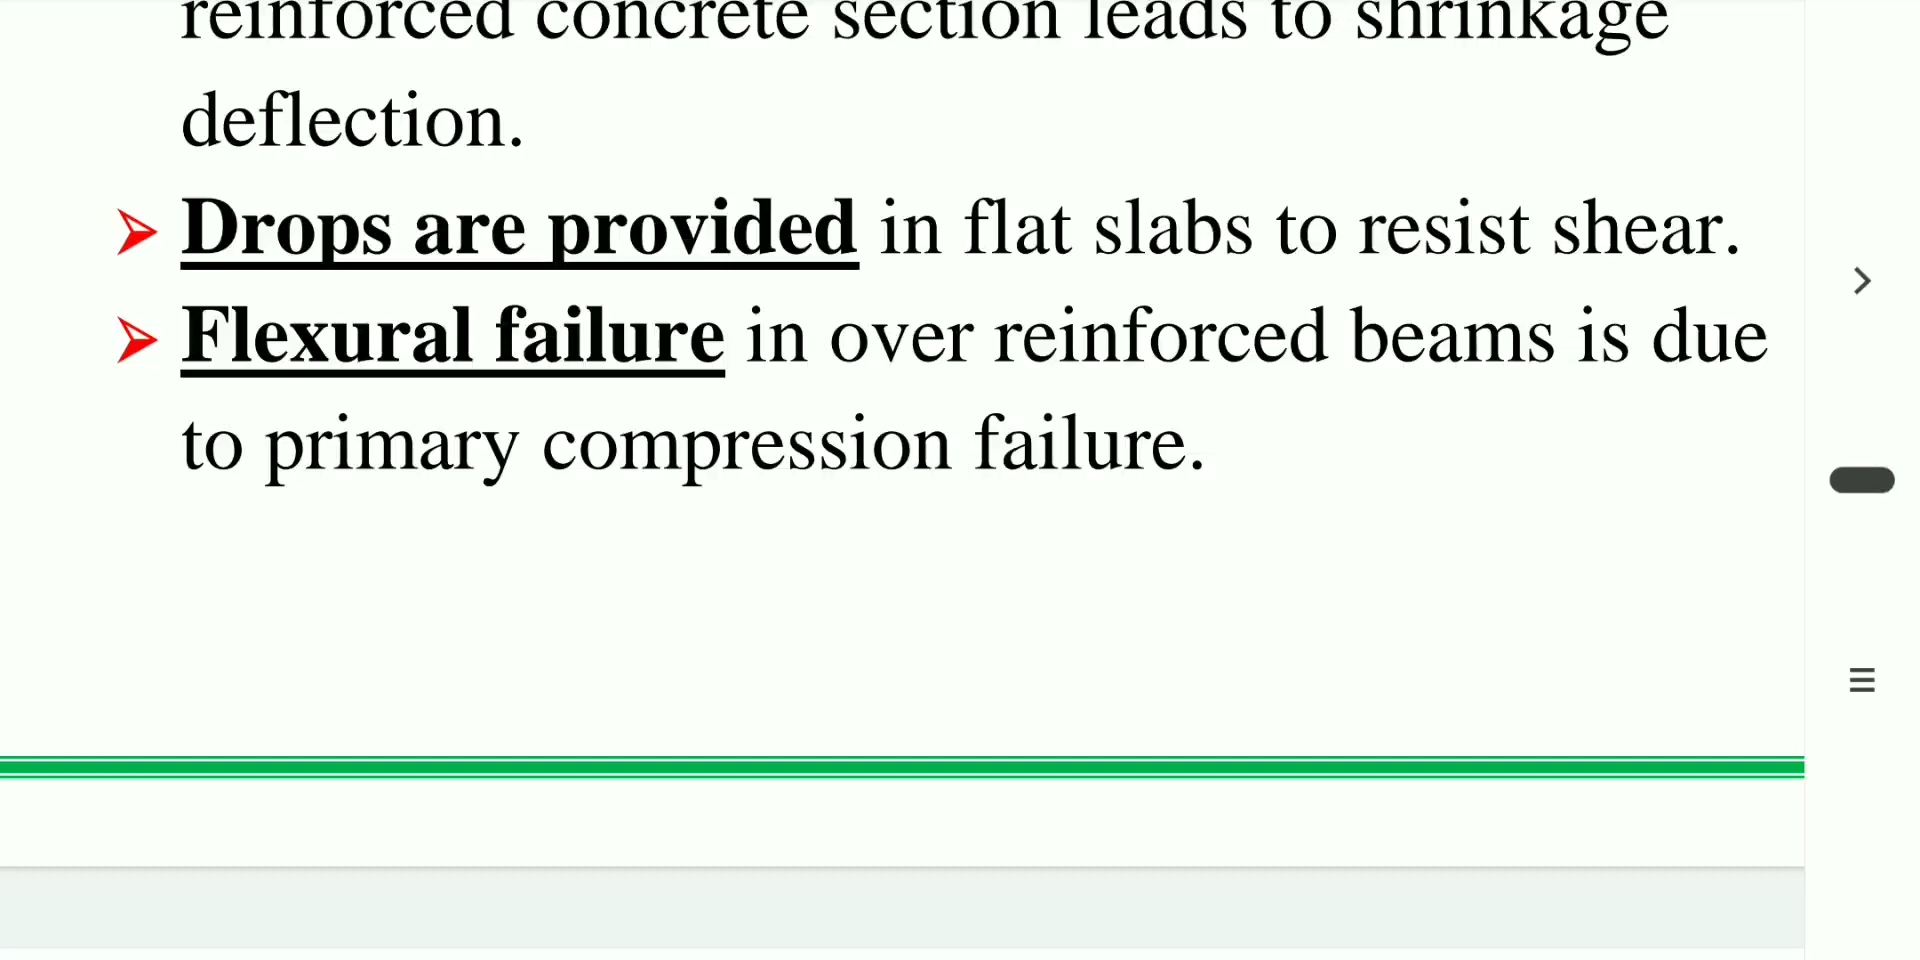 reinforced concrete section leads to shrinkage
deflection.
➢ Drops are provided in flat slabs to resist shear.
➢ Flexural failure in over reinforced beams is due
to primary compression failure.